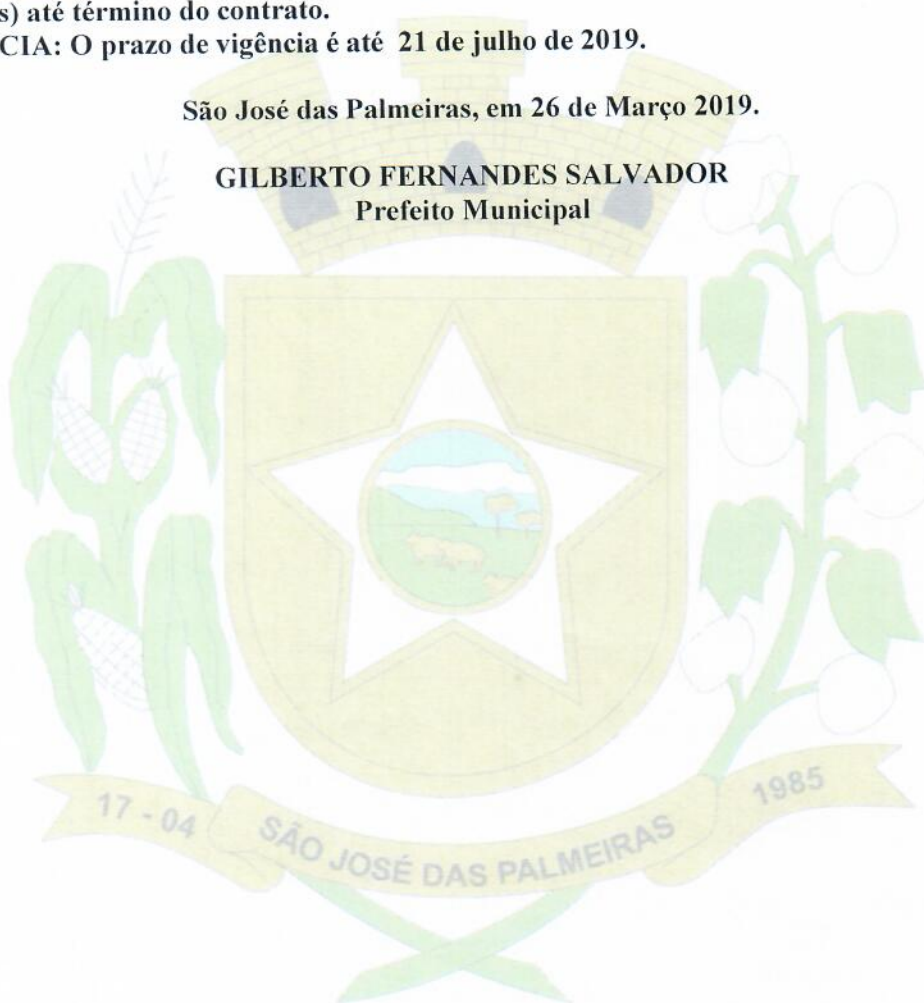 s) até término do contrato.
CIA: O prazo de vigência é até 21 de julho de 2019.
São José das Palmeiras, em 26 de Março 2019.
GILBERTO FERNANDES SALVADOR
Prefeito Municipal
17 - 04
SÃO JOSÉ DAS PALMEIRAS
1985